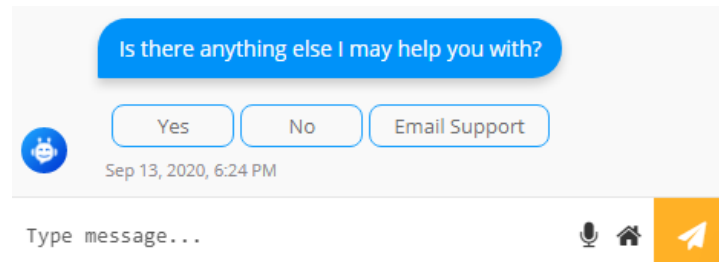 Is there anything else I may help you with?
Yes No Email Support
Sep 13, 2020, 6:24 PM
Type message...